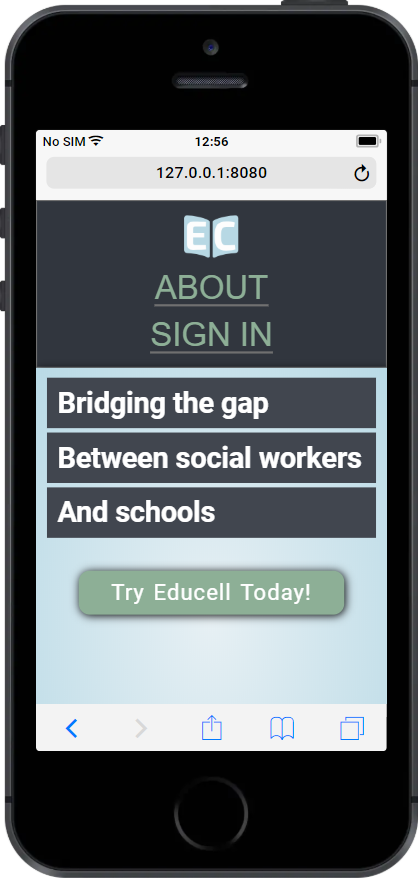 No SIM 12:56
127.0.0.1:8080
EC
ABOUT
SIGN IN
Bridging the gap
Between social workers
And schools
Try Educell Today!